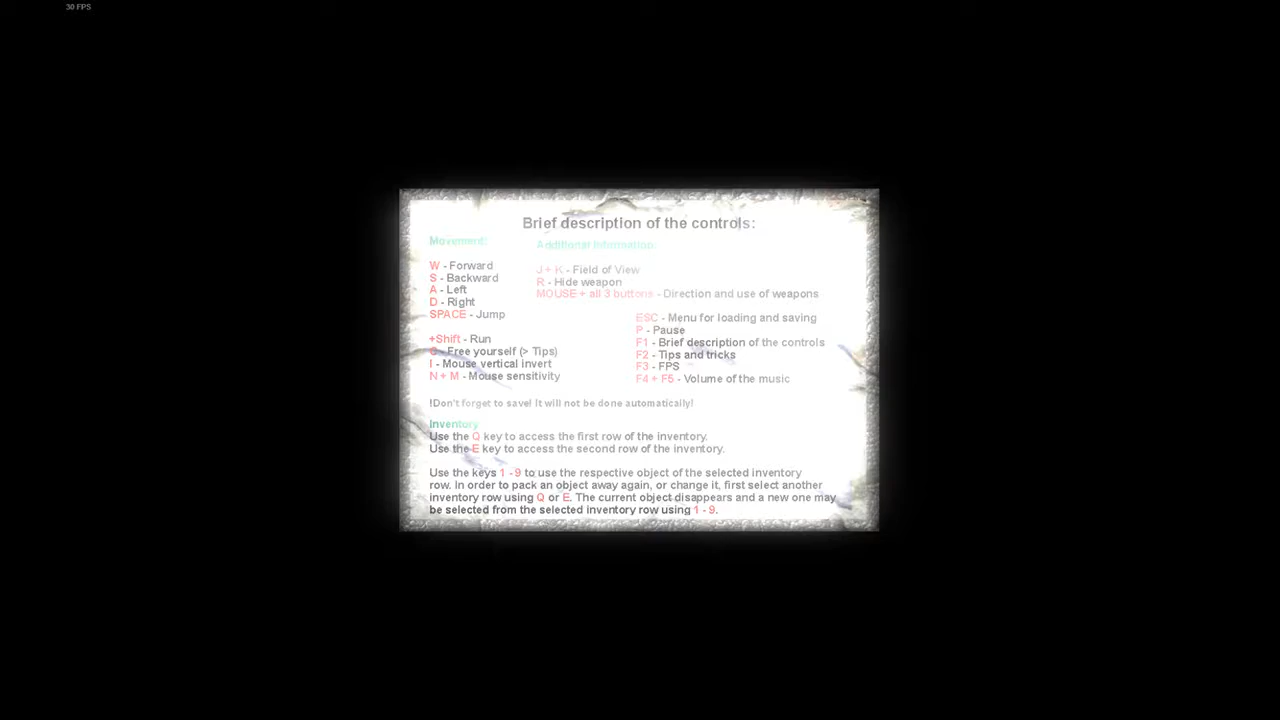 30 FPS
Brief description of the controls:
Movement:
W - Forward
S - Backward
A - Left
D - Right
SPACE - Jump
+Shift - Run
- Free yourself (> Tips)
I - Mouse vertical invert
N + M - Mouse sensitivity
Additional Information:
J + K - Field of View
R - Hide weapon
MOUSE + all 3 buttons - Direction and use of weapons
ESC - Menu for loading and saving
P - Pause
F1 - Brief description of the controls
F2 - Tips and tricks
F3 - FPS
F4 + F5 - Volume of the music
!Don't forget to save! It will not be done automatically!
Inventory
Use the Q key to access the first row of the inventory.
Use the E key to access the second row of the inventory.
Use the keys 1 - 9 to use the respective object of the selected inventory
row. In order to pack an object away again, or change it, first select another
inventory row using Q or E. The current object disappears and a new one may
be selected from the selected inventory row using 1 - 9.